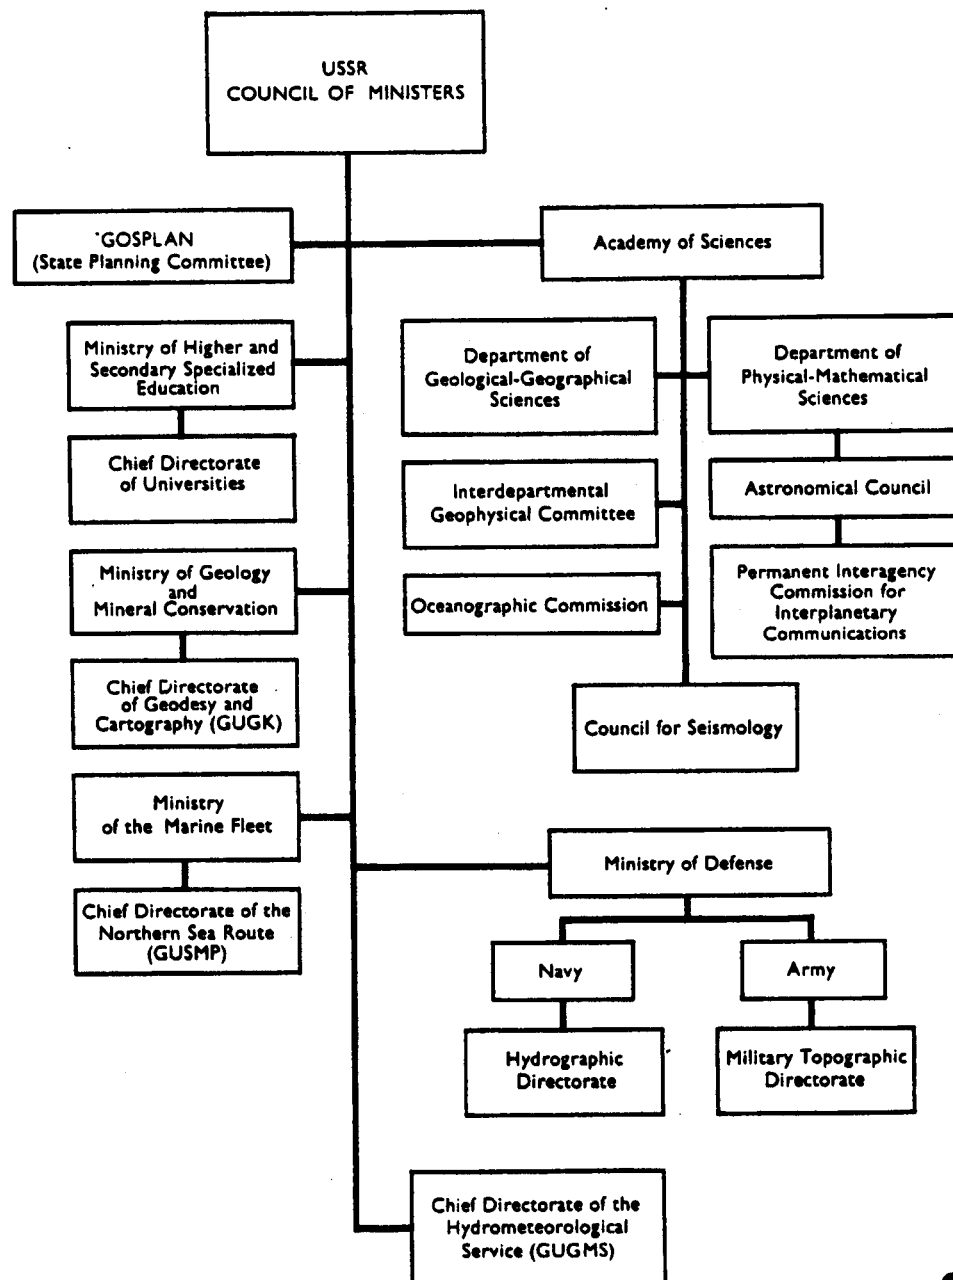 USSR
COUNCIL OF MINISTERS
GOSPLAN
(State Planning Committee)
Academy of Sciences
Ministry of Higher and
Secondary Specialized
Education
Department of
Geological-Geographical
Sciences
Department of
Physical-Mathematical
Sciences
Chief Directorate
of Universities
Interdepartmental
Geophysical Committee
Astronomical Council
Ministry of Geology
and
Mineral Conservation
Oceanographic Commission
Permanent Interagency
Commission for
Interplanetary
Communications
Chief Directorate
of Geodesy and
Cartography (GUGK)
Council for Seismology
Ministry
of the Marine Fleet
Ministry of Defense
Chief Directorate of the
Northern Sea Route
(GUSMP)
Navy
Army
Hydrographic
Directorate
Military Topographic
Directorate
Chief Directorate of the
Hydrometeorological
Service (GUGMS)